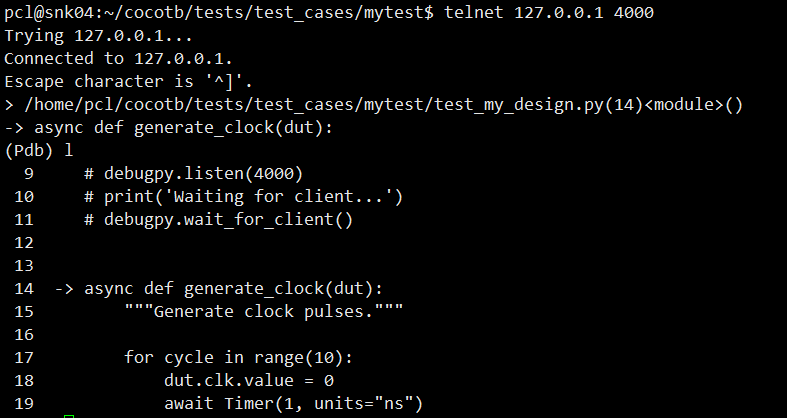 pcl@snk04:~/cocotb/tests/test_cases/mytest$ telnet 127.0.0.1 4000
Trying 127.0.0.1...
Connected to 127.0.0.1.
Escape character is '^]'.
> /home/pcl/cocotb/tests/test_cases/mytest/test_my_design.py(14)<module>()
-> async def generate_clock(dut):
(Pdb) l
  9     # debugpy.listen(4000)
 10     # print('Waiting for client...')
 11     # debugpy.wait_for_client()
 12
 13
 14  -> async def generate_clock(dut):
 15         """Generate clock pulses."""
 16
 17         for cycle in range(10):
 18             dut.clk.value = 0
 19             await Timer(1, units="ns")